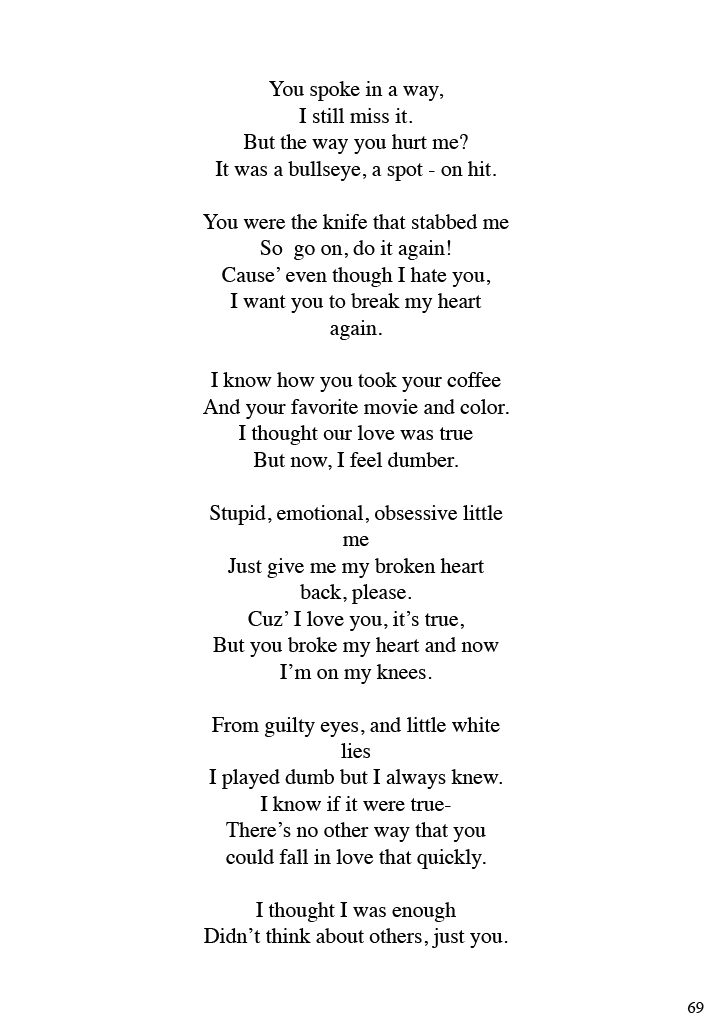 You spoke in a way,
I still miss it.
But the way you hurt me?
It was a bullseye, a spot - on hit.
You were the knife that stabbed me
So  go on, do it again!
Cause’ even though I hate you,
I want you to break my heart
again.
I know how you took your coffee
And your favorite movie and color.
I thought our love was true
But now, I feel dumber.
Stupid, emotional, obsessive little
me
Just give me my broken heart
back, please.
Cuz’ I love you, it’s true,
But you broke my heart and now
I’m on my knees.
From guilty eyes, and little white
lies
I played dumb but I always knew.
I know if it were true-
There’s no other way that you
could fall in love that quickly.
I thought I was enough
Didn’t think about others, just you.
69